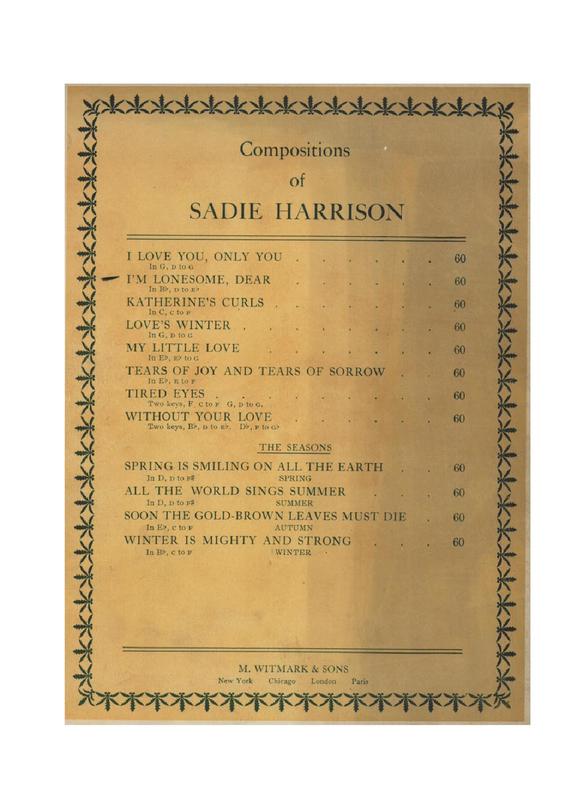 Compositions
of
SADIE HARRISON
I LOVE YOU, ONLY YOU . . . . . . 60
In G, D to G
I'M LONESOME, DEAR . . . . . . 60
In B♭, D to E♭
KATHERINE'S CURLS . . . . . . . 60
In C, C to F
LOVE'S WINTER . . . . . . . . 60
In G, D to G
MY LITTLE LOVE . . . . . . . 60
In E♭, E♭ to G
TEARS OF JOY AND TEARS OF SORROW . . 60
In E♭, E to F
TIRED EYES . . . . . . . . . 60
Two keys, F, C to F G, D to G,
WITHOUT YOUR LOVE . . . . . . 60
Two keys, B♭, D to E♭. D♭, F to G♭
THE SEASONS
SPRING IS SMILING ON ALL THE EARTH . . 60
In D, D to F♯ SPRING
ALL THE WORLD SINGS SUMMER . . . 60
In D, D to F♯ SUMMER
SOON THE GOLD-BROWN LEAVES MUST DIE . 60
In E♭, C to F AUTUMN
WINTER IS MIGHTY AND STRONG . . . 60
In B♭, C to F WINTER
M. WITMARK & SONS
New York Chicago London Paris